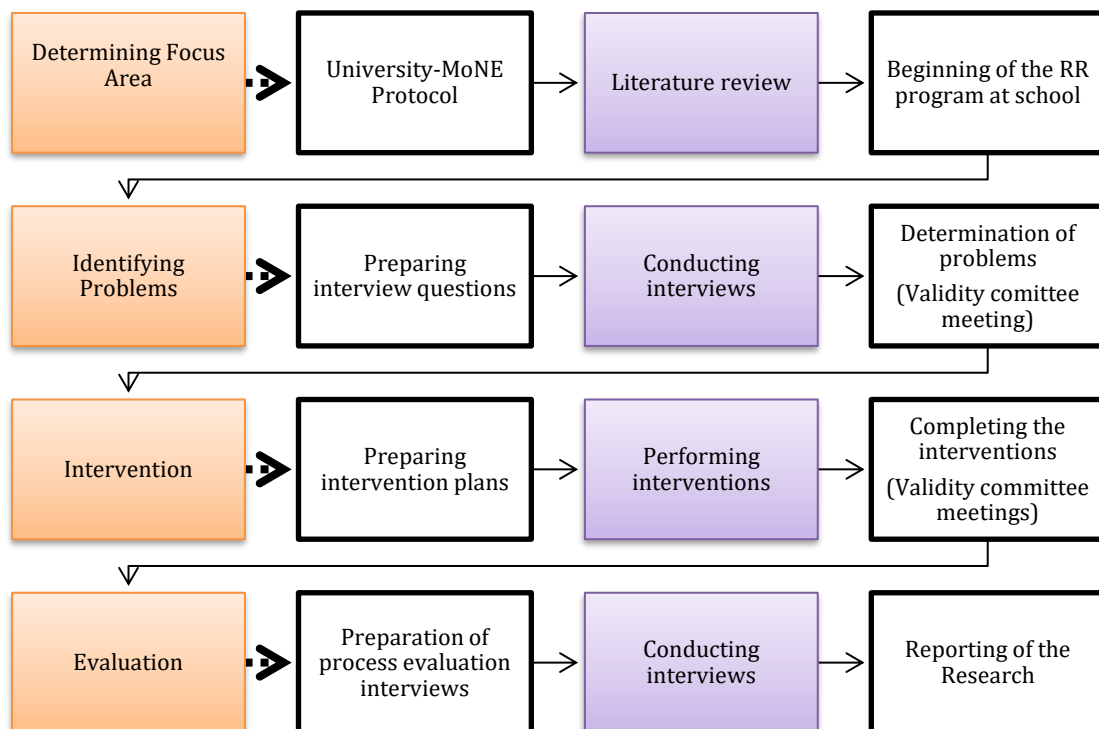 Determining Focus
Area
University-MoNE
Protocol
Literature review
Beginning of the RR
program at school
Identifying
Problems
Preparing
interview questions
Conducting
interviews
Determination of
problems
(Validity comittee
meeting)
Intervention
Preparing
intervention plans
Performing
interventions
Completing the
interventions
(Validity committee
meetings)
Evaluation
Preparation of
process evaluation
interviews
Conducting
interviews
Reporting of the
Research